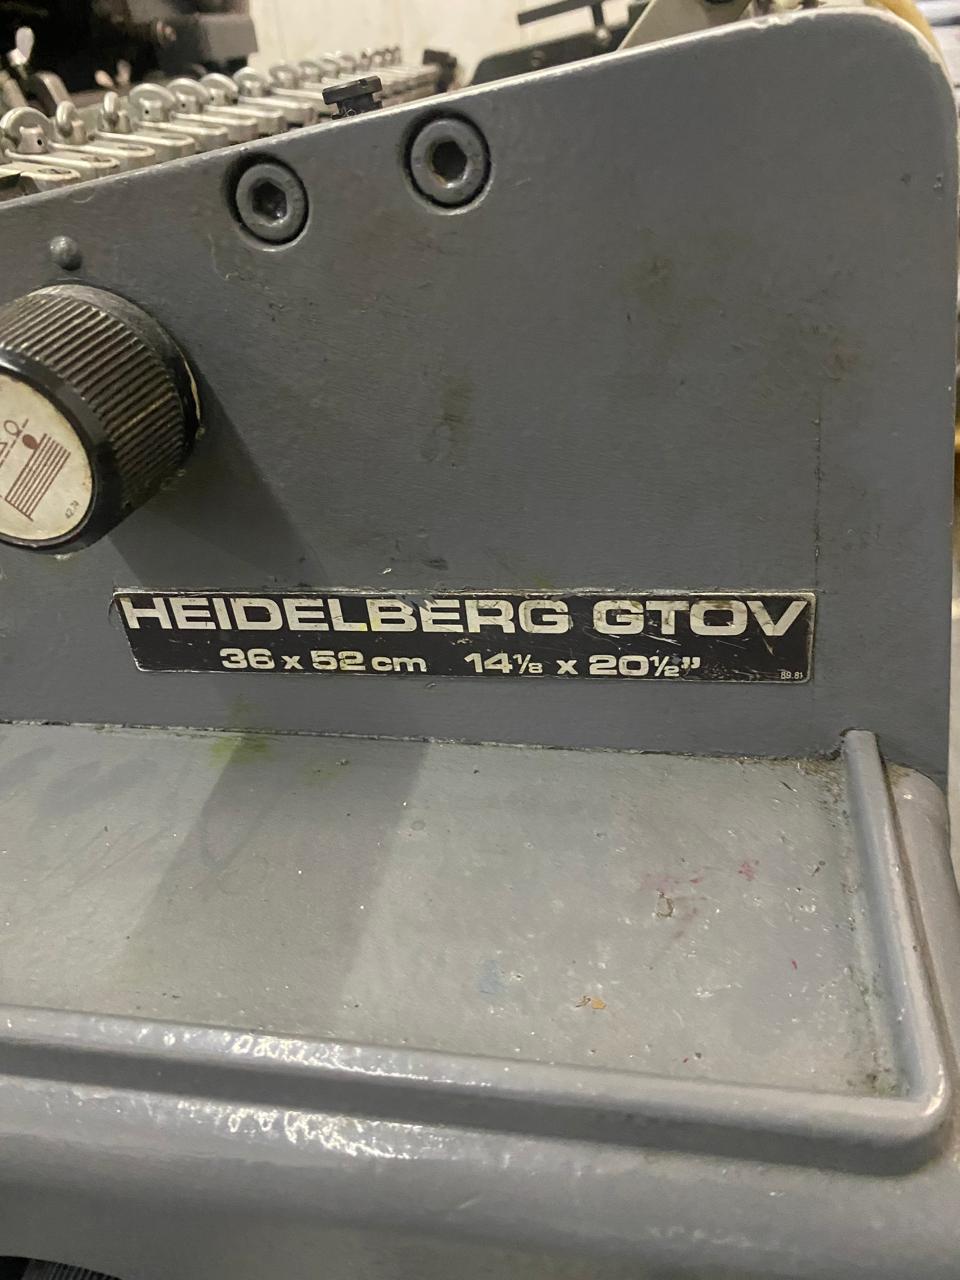 HEIDELBERG GTOV
36 x 52 cm 14⅛ x 20½"